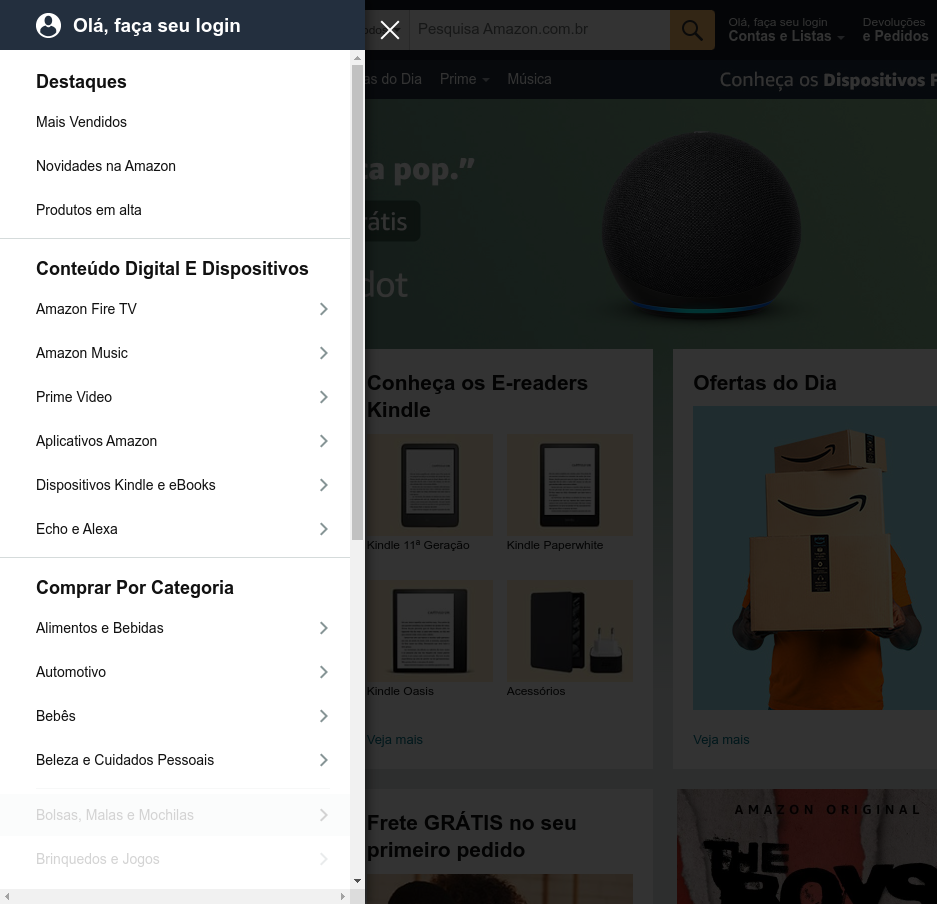 Olá, faça seu login
Pesquisa Amazon.com.br
Olá, faça seu login
Contas e Listas
Devoluções
e Pedidos
as do Dia
Prime
Música
Conheça os Dispositivos F
Destaques
Mais Vendidos
Novidades na Amazon
Produtos em alta
Conteúdo Digital E Dispositivos
Amazon Fire TV
Amazon Music
Prime Video
Aplicativos Amazon
Dispositivos Kindle e eBooks
Echo e Alexa
Comprar Por Categoria
Alimentos e Bebidas
Automotivo
Bebês
Beleza e Cuidados Pessoais
Bolsas, Malas e Mochilas
Brinquedos e Jogos
ta pop.”
rátis
dot
Conheça os E-readers
Kindle
Kindle 11ª Geração
Kindle Paperwhite
Kindle Oasis
Acessórios
Veja mais
Ofertas do Dia
Veja mais
Frete GRÁTIS no seu
primeiro pedido
AMAZON ORIGINAL
THE
BOYS